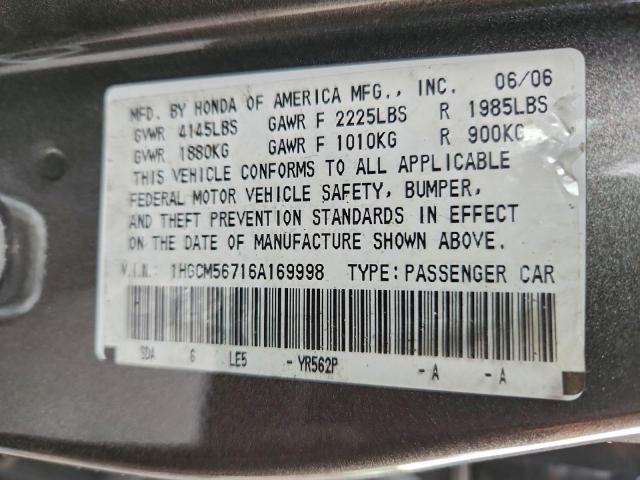 MFD. BY HONDA OF AMERICA MFG., INC. 06/06
GVWR 4145LBS GAWR F 2225LBS R 1985LBS
GVWR 1880KG GAWR F 1010KG R 900KG
THIS VEHICLE CONFORMS TO ALL APPLICABLE
FEDERAL MOTOR VEHICLE SAFETY, BUMPER,
AND THEFT PREVENTION STANDARDS IN EFFECT
ON THE DATE OF MANUFACTURE SHOWN ABOVE.
V.I.N.: 1HGCM56716A169998 TYPE:PASSENGER CAR
SDA 6 LE5 -YR562P -A -A